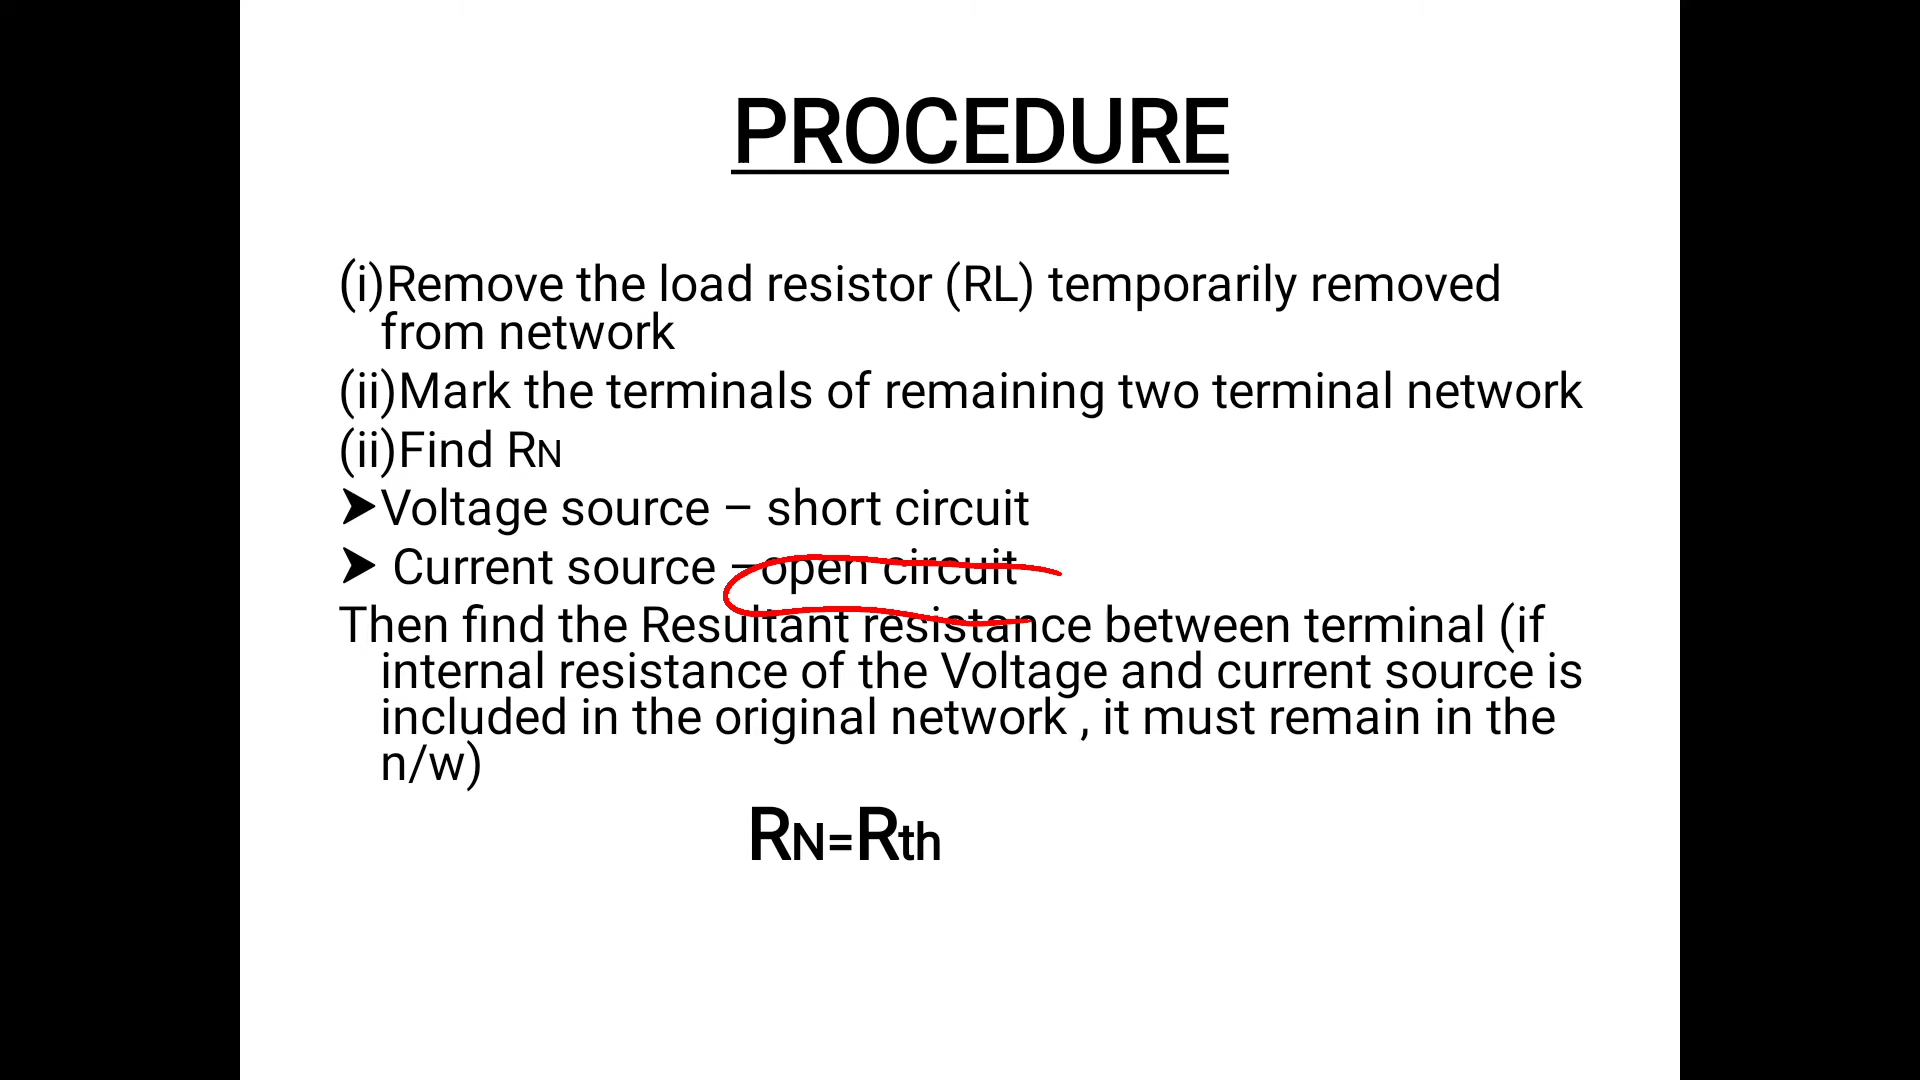 PROCEDURE
(i)Remove the load resistor (RL) temporarily removed
from network
(ii)Mark the terminals of remaining two terminal network
(ii)Find RN
➤Voltage source – short circuit
➤ Current source –open circuit
Then find the Resultant resistance between terminal (if
internal resistance of the Voltage and current source is
included in the original network , it must remain in the
n/w)
RN=Rth